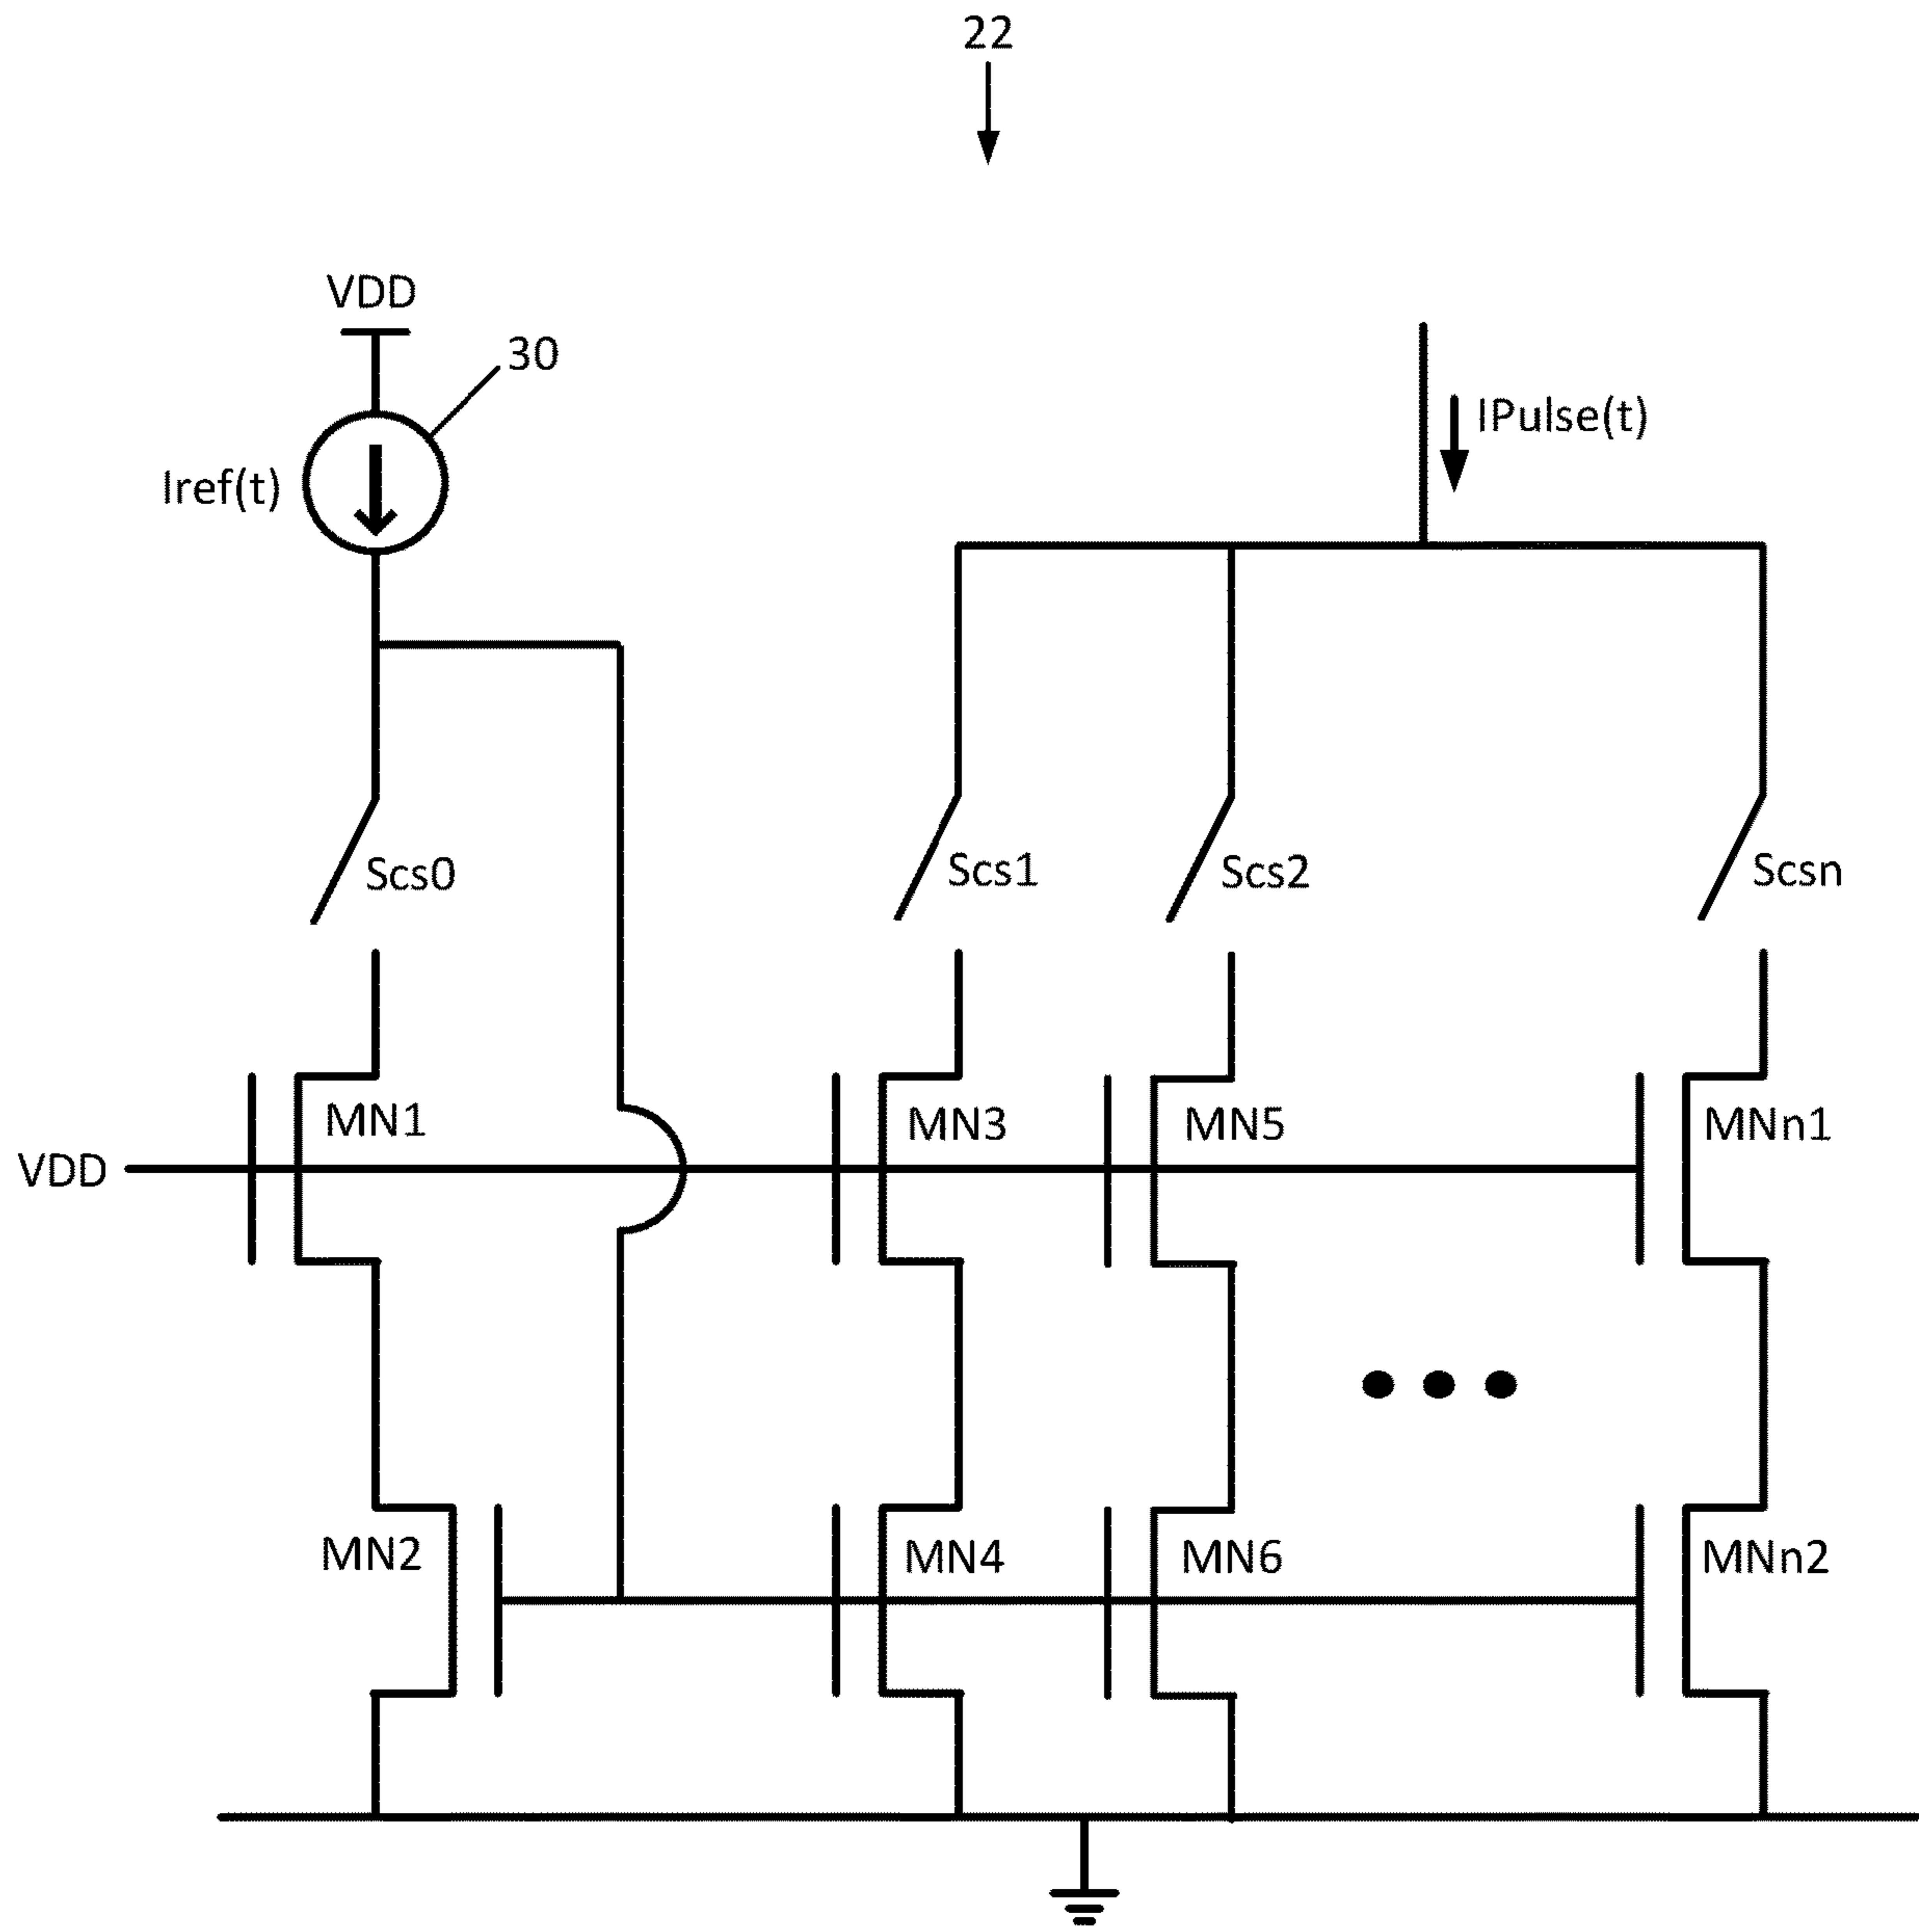 22
VDD
30
Iref(t)
IPulse(t)
Scs0
Scs1
Scs2
Scsn
MN1
MN3
MN5
MNn1
VDD
MN2
MN4
MN6
MNn2